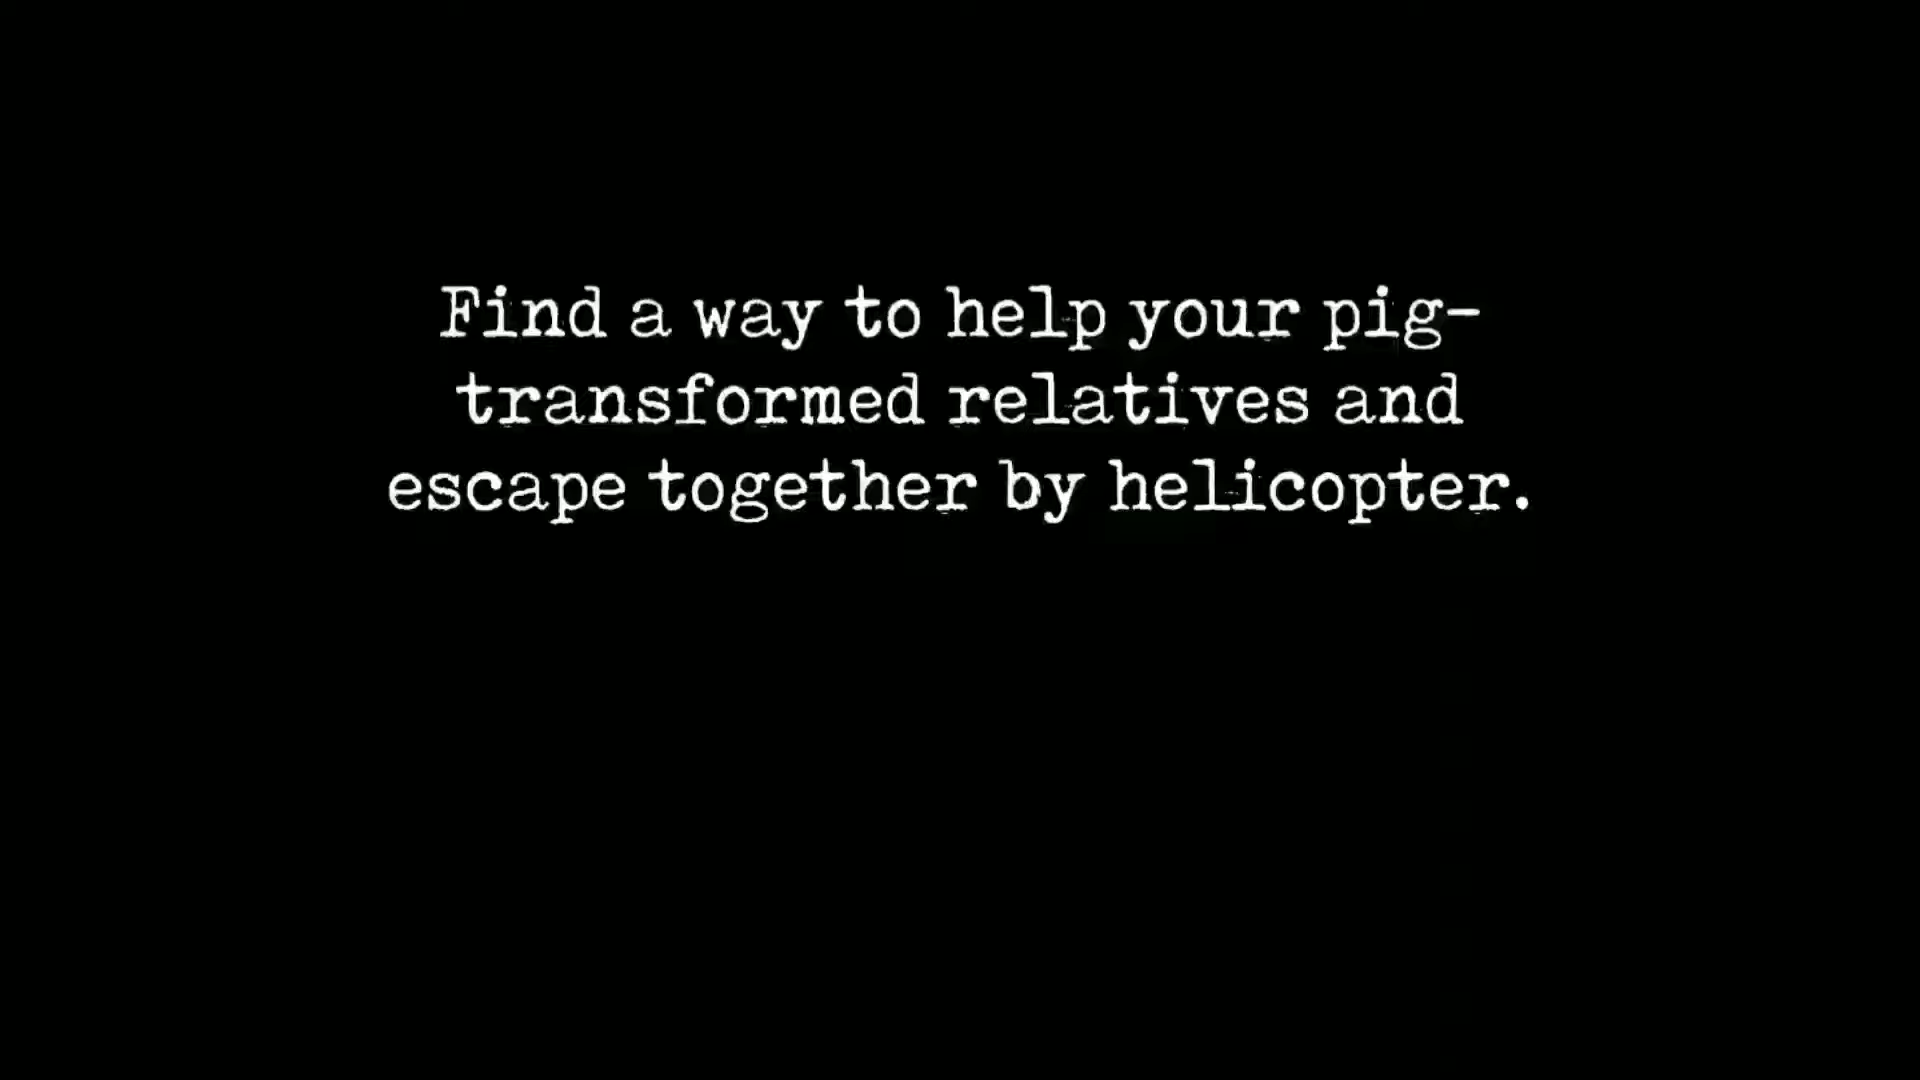 Find a way to help your pig-
transformed relatives and
escape together by helicopter.